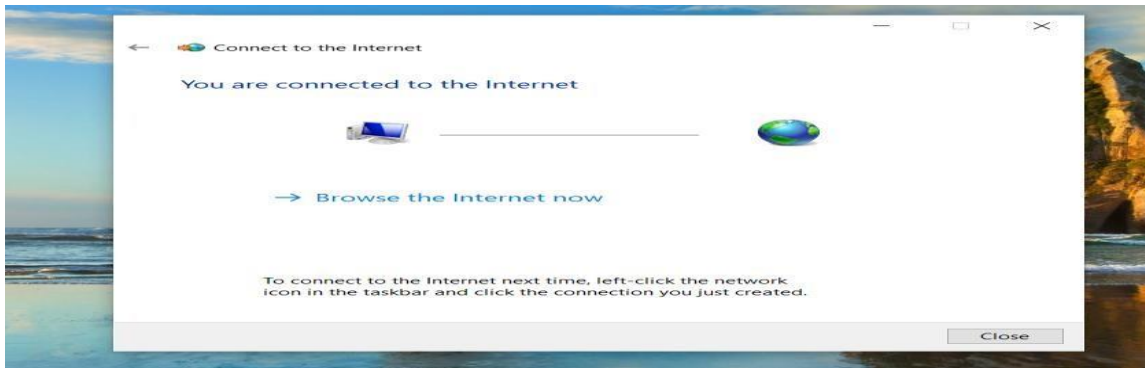 Connect to the Internet
You are connected to the Internet
Browse the Internet now
To connect to the Internet next time, left-click the network
icon in the taskbar and click the connection you just created.
Close